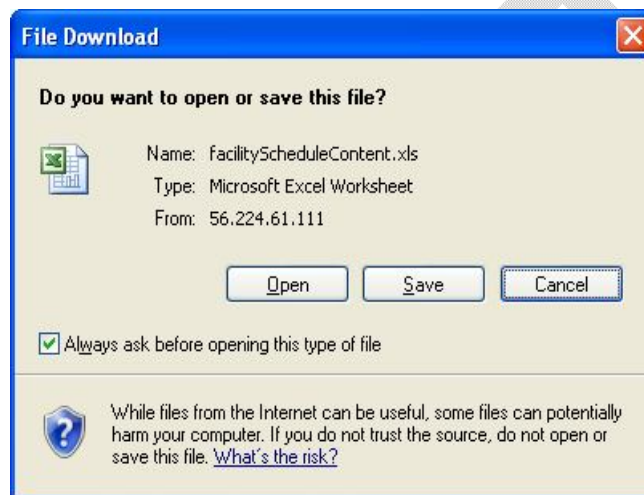 File Download
Do you want to open or save this file?
Name: facilityScheduleContent.xls
Type: Microsoft Excel Worksheet
From: 56.224.61.111
Open Save Cancel
Always ask before opening this type of file
While files from the Internet can be useful, some files can potentially
harm your computer. If you do not trust the source, do not open or
save this file. What's the risk?